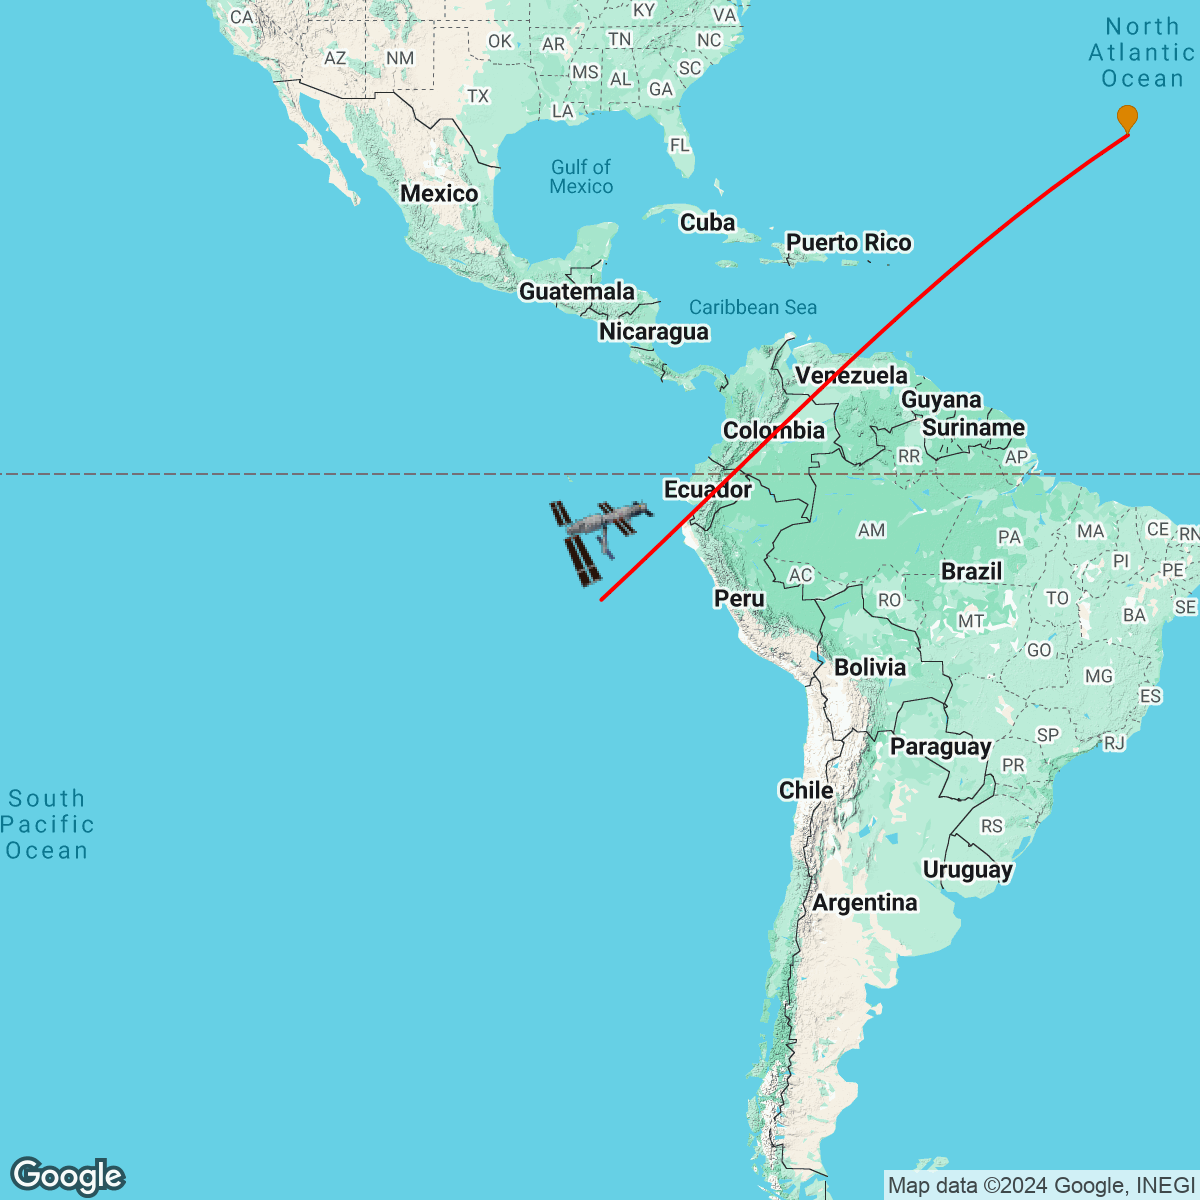 KY
VA
CA
North
Atlantic
Ocean
OK
AR
TN
NC
AZ
NM
MS
AL
SC
GA
TX
LA
FL
Gulf of
Mexico
Mexico
Cuba
Puerto Rico
Guatemala
Caribbean Sea
Nicaragua
Venezuela
Guyana
Colombia
Suriname
RR
AP
Ecuador
AM
PA
MA
CE
RN
PI
PE
AC
Brazil
Peru
RO
TO
SE
BA
MT
GO
Bolivia
MG
ES
Paraguay
SP
RJ
PR
Chile
South
Pacific
Ocean
RS
Uruguay
Argentina
Google
Map data ©2024 Google, INEGI